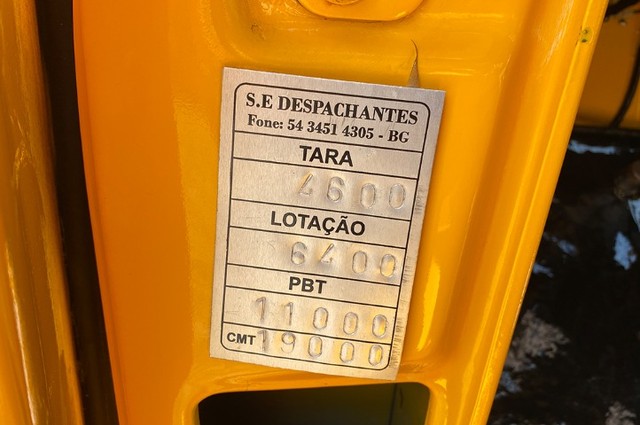 S.E DESPACHANTES
Fone: 54 3451 4305 - BG
TARA
4600
LOTAÇÃO
6400
PBT
11000
CMT 19000